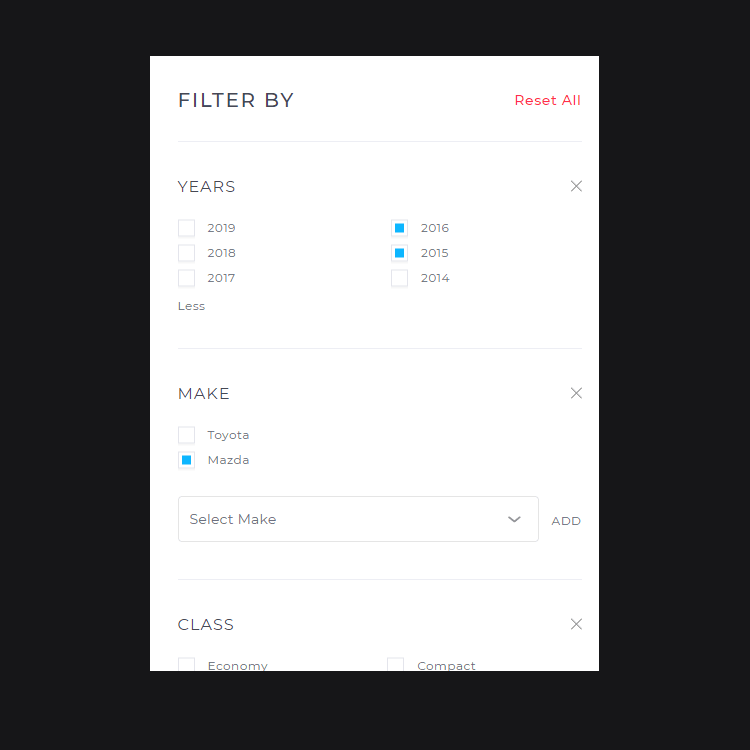 FILTER BY Reset All
YEARS
2019 2016
2018 2015
2017 2014
Less
MAKE
Toyota
Mazda
Select Make ADD
CLASS
Economy Compact